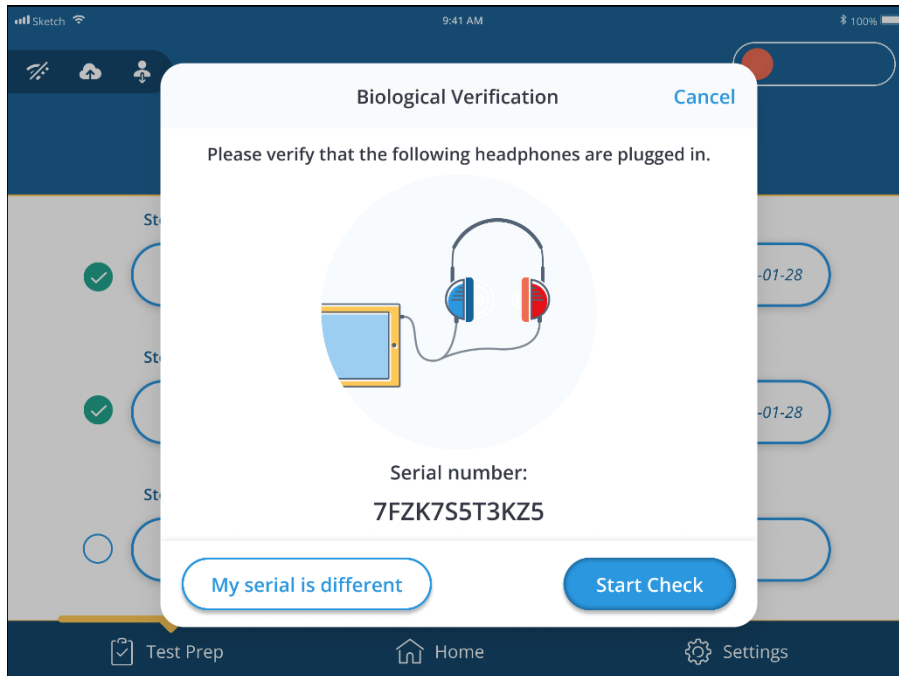 Sketch
9:41 AM
100%
Biological Verification
Cancel
Please verify that the following headphones are plugged in.
-01-28
-01-28
Serial number:
7FZK7S5T3KZ5
My serial is different
Start Check
Test Prep
Home
Settings